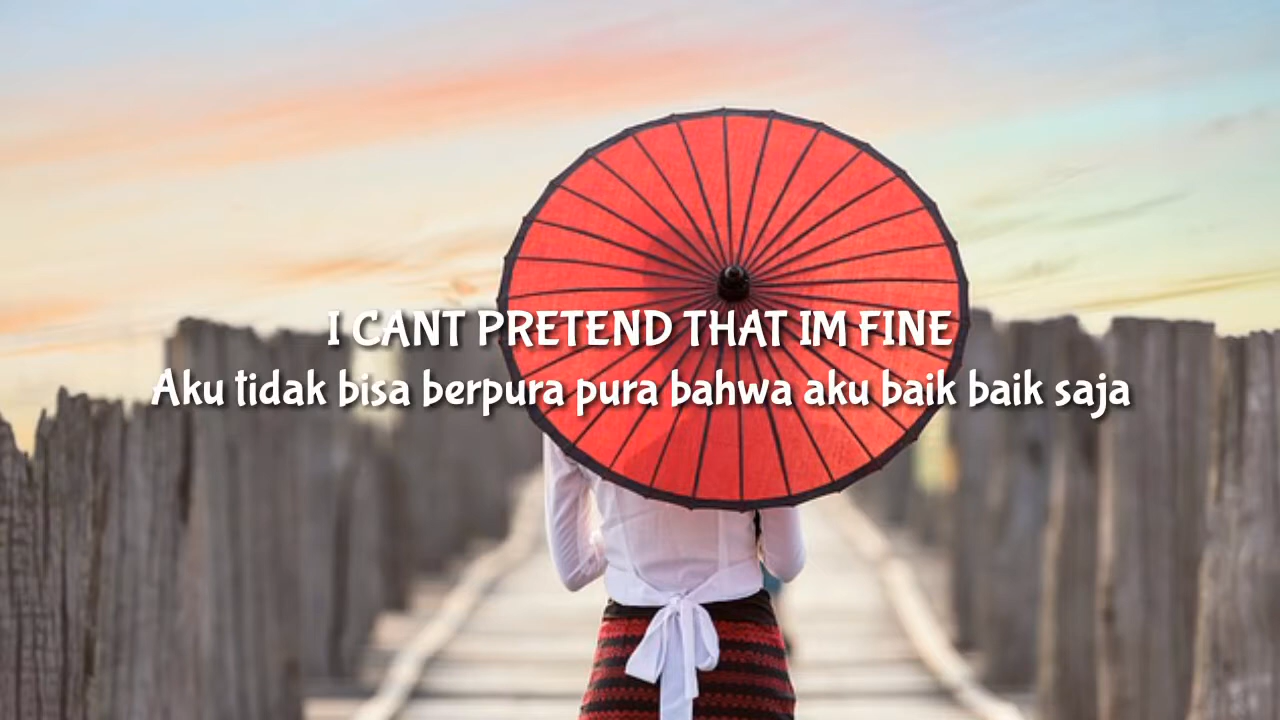 I CANT PRETEND THAT IM FINE
Aku tidak bisa berpura pura bahwa aku baik baik saja